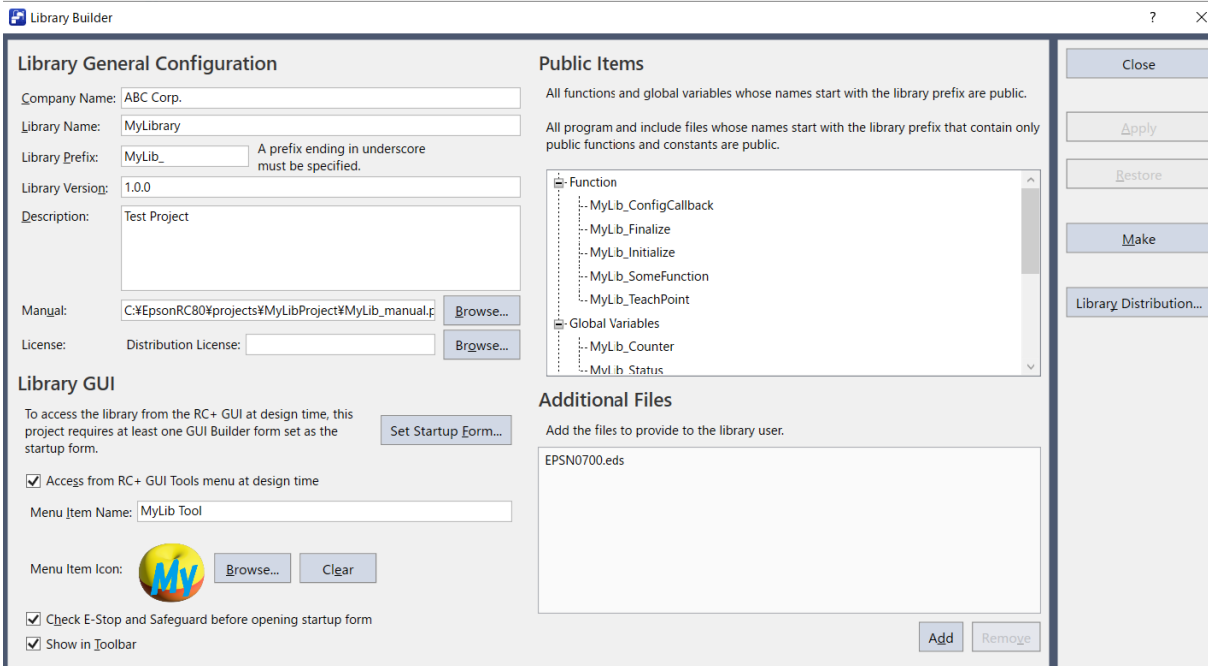 Library Builder
?
Library General Configuration
Company Name: ABC Corp.
Library Name: MyLibrary
Library Prefix: MyLib_ A prefix ending in underscore
must be specified.
Library Version: 1.0.0
Description: Test Project
Manual: C:¥EpsonRC80¥projects¥MyLibProject¥MyLib_manual.p Browse...
License: Distribution License: Browse...
Library GUI
To access the library from the RC+ GUI at design time, this
project requires at least one GUI Builder form set as the
startup form.
Set Startup Form...
Access from RC+ GUI Tools menu at design time
Menu Item Name: MyLib Tool
Menu Item Icon: My Browse... Clear
Check E-Stop and Safeguard before opening startup form
Show in Toolbar
Public Items
All functions and global variables whose names start with the library prefix are public.
All program and include files whose names start with the library prefix that contain only
public functions and constants are public.
Function
MyLib_ConfigCallback
MyLib_Finalize
MyLib_Initialize
MyLib_SomeFunction
MyLib_TeachPoint
Global Variables
MyLib_Counter
MyLib_Status
Additional Files
Add the files to provide to the library user.
EPSN0700.eds
Add Remove
Close
Apply
Restore
Make
Library Distribution...